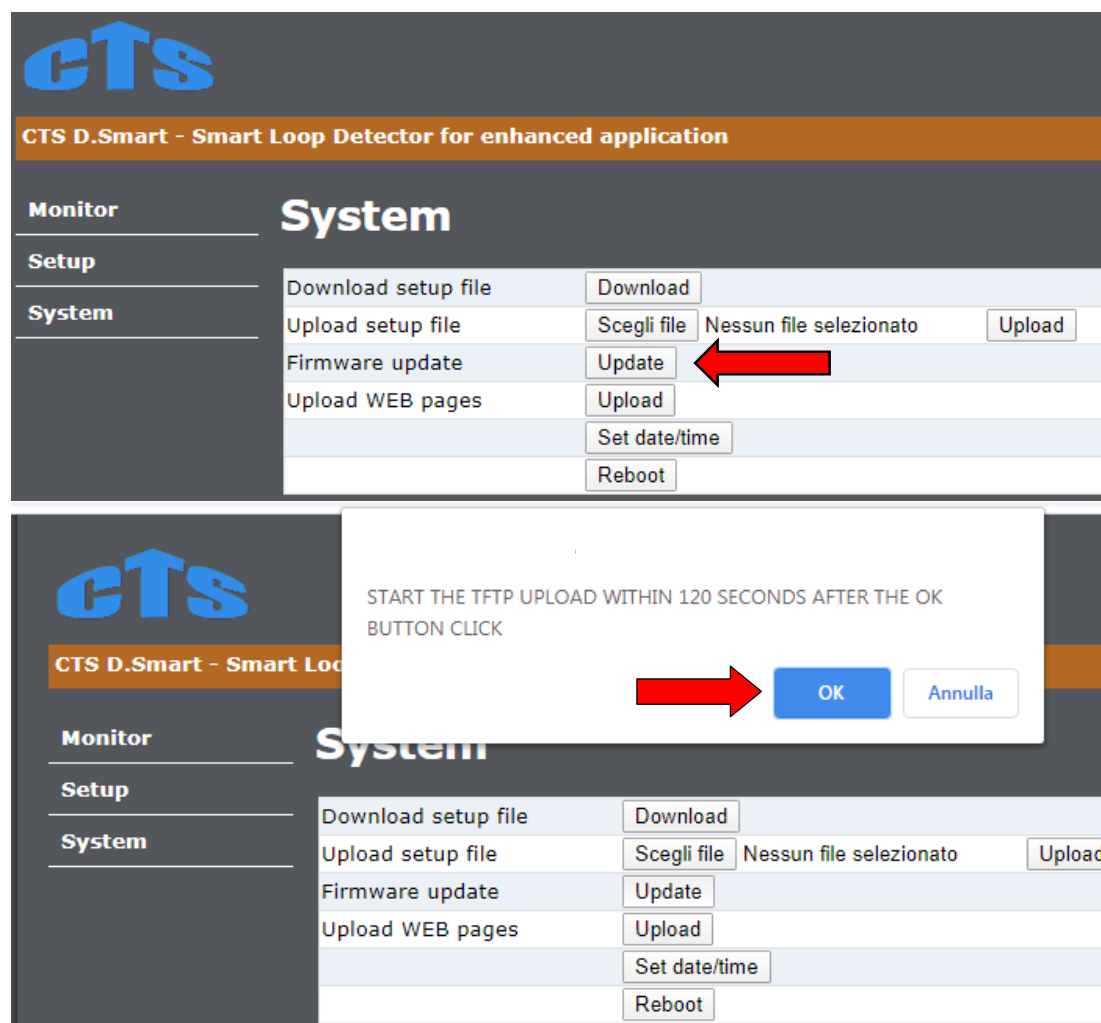 CTS
CTS D.Smart - Smart Loop Detector for enhanced application
Monitor
Setup
System
System
Download setup file Download
Upload setup file Scegli file Nessun file selezionato Upload
Firmware update Update
Upload WEB pages Upload
Set date/time
Reboot
START THE TFTP UPLOAD WITHIN 120 SECONDS AFTER THE OK
BUTTON CLICK
OK Annulla
CTS
CTS D.Smart - Smart Loo
Monitor
Setup
System
System
Download setup file Download
Upload setup file Scegli file Nessun file selezionato Upload
Firmware update Update
Upload WEB pages Upload
Set date/time
Reboot